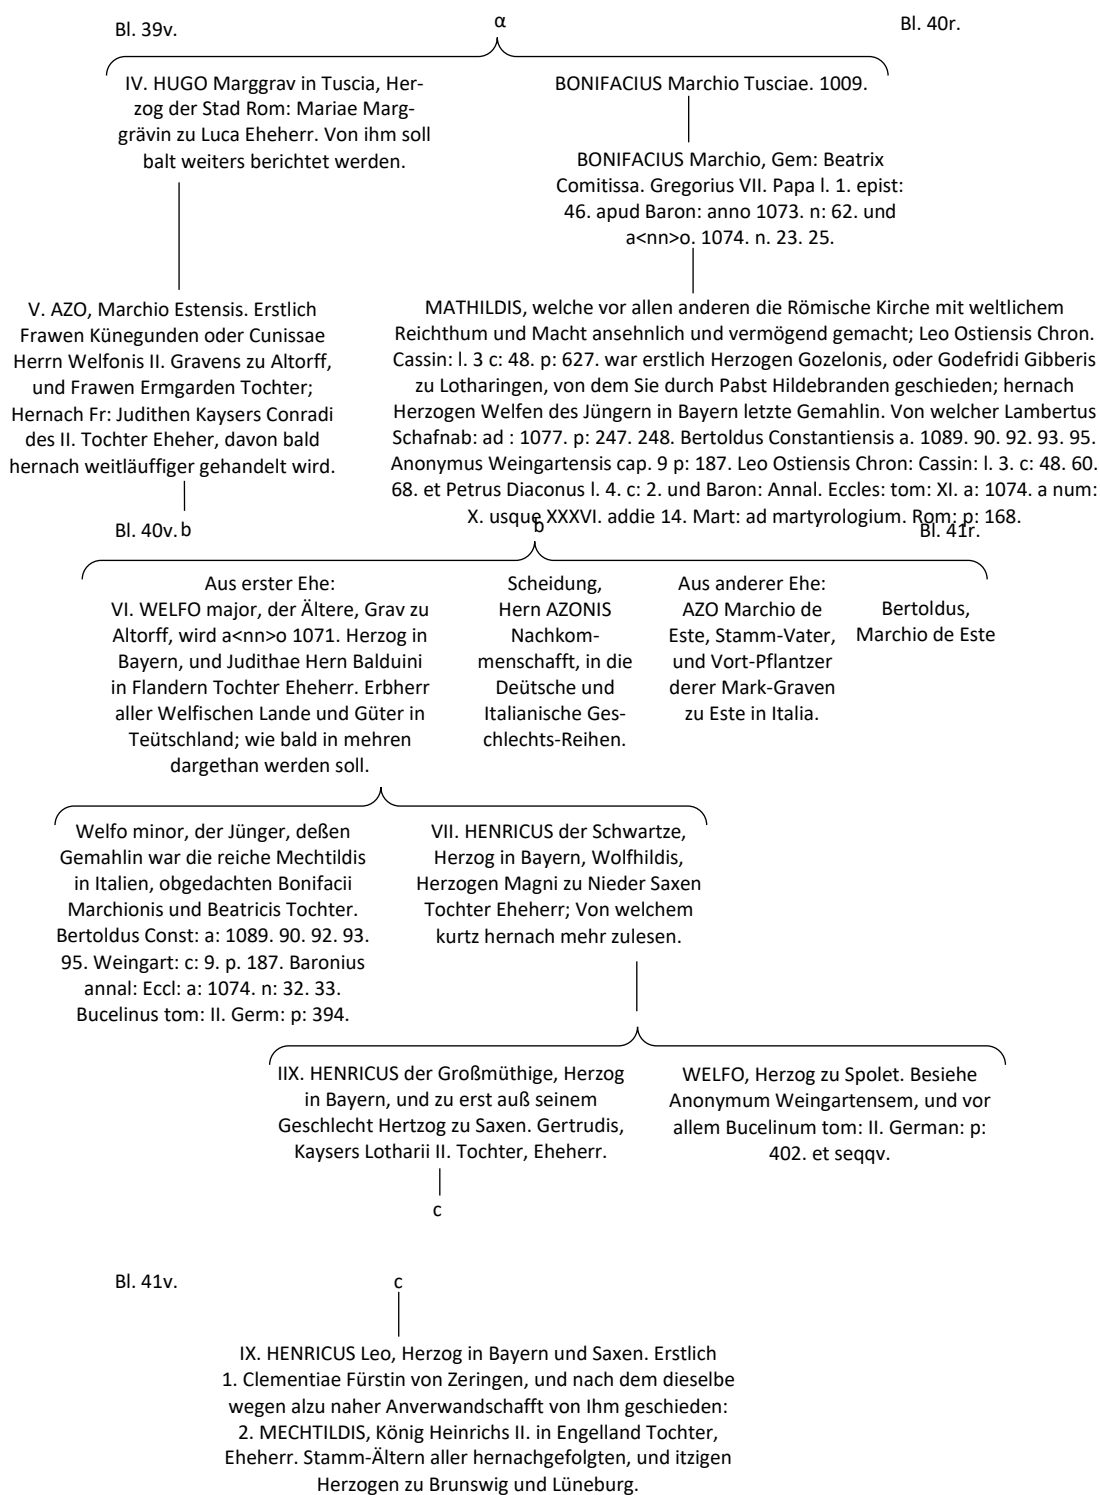 Bl. 39v.
α
Bl. 40r.
IV. HUGO Marggrav in Tuscia, Her-
zog der Stad Rom: Mariae Marg-
grävin zu Luca Eheherr. Von ihm soll
balt weiters berichtet werden.
BONIFACIUS Marchio Tusciae. 1009.
BONIFACIUS Marchio, Gem: Beatrix
Comitissa. Gregorius VII. Papa l. 1. epist:
46. apud Baron: anno 1073. n: 62. und
a<nn>o. 1074. n. 23. 25.
V. AZO, Marchio Estensis. Erstlich
Frawen Künegunden oder Cunissae
Herrn Welfonis II. Gravens zu Altorff,
und Frawen Ermgarden Tochter;
Hernach Fr: Judithen Kaysers Conradi
des II. Tochter Eheher, davon bald
hernach weitläuffiger gehandelt wird.
MATHILDIS, welche vor allen anderen die Römische Kirche mit weltlichem
Reichthum und Macht ansehnlich und vermögend gemacht; Leo Ostiensis Chron.
Cassin: l. 3 c: 48. p: 627. war erstlich Herzogen Gozelonis, oder Godefridi Gibberis
zu Lotharingen, von dem Sie durch Pabst Hildebranden geschieden; hernach
Herzogen Welfen des Jüngern in Bayern letzte Gemahlin. Von welcher Lambertus
Schafnab: ad : 1077. p: 247. 248. Bertoldus Constantiensis a. 1089. 90. 92. 93. 95.
Anonymus Weingartensis cap. 9 p: 187. Leo Ostiensis Chron: Cassin: l. 3. c: 48. 60.
68. et Petrus Diaconus l. 4. c: 2. und Baron: Annal. Eccles: tom: XI. a: 1074. a num:
X. usque XXXVI. addie 14. Mart: ad martyrologium. Rom: p: 168.
Bl. 40v.
b
b
Bl. 41r.
Aus erster Ehe:
VI. WELFO major, der Ältere, Grav zu
Altorff, wird a<nn>o 1071. Herzog in
Bayern, und Judithae Hern Balduini
in Flandern Tochter Eheherr. Erbherr
aller Welfischen Lande und Güter in
Teütschland; wie bald in mehren
dargethan werden soll.
Scheidung,
Hern AZONIS
Nachkom-
menschafft, in die
Deütsche und
Italianische Ges-
chlechts-Reihen.
Aus anderer Ehe:
AZO Marchio de
Este, Stamm-Vater,
und Vort-Pflantzer
derer Mark-Graven
zu Este in Italia.
Bertoldus,
Marchio de Este
Welfo minor, der Jünger, deßen
Gemahlin war die reiche Mechtildis
in Italien, obgedachten Bonifacii
Marchionis und Beatricis Tochter.
Bertoldus Const: a: 1089. 90. 92. 93.
95. Weingart: c: 9. p. 187. Baronius
annal: Eccl: a: 1074. n: 32. 33.
Bucelinus tom: II. Germ: p: 394.
VII. HENRICUS der Schwartze,
Herzog in Bayern, Wolfhildis,
Herzogen Magni zu Nieder Saxen
Tochter Eheherr; Von welchem
kurtz hernach mehr zulesen.
IIX. HENRICUS der Großmüthige, Herzog
in Bayern, und zu erst auß seinem
Geschlecht Hertzog zu Saxen. Gertrudis,
Kaysers Lotharii II. Tochter, Eheherr.
WELFO, Herzog zu Spolet. Besiehe
Anonymum Weingartensem, und vor
allem Bucelinum tom: II. German: p:
402. et seqqv.
c
Bl. 41v.
c
IX. HENRICUS Leo, Herzog in Bayern und Saxen. Erstlich
1. Clementiae Fürstin von Zeringen, und nach dem dieselbe
wegen alzu naher Anverwandschafft von Ihm geschieden:
2. MECHTILDIS, König Heinrichs II. in Engelland Tochter,
Eheherr. Stamm-Ältern aller hernachgefolgten, und itzigen
Herzogen zu Brunswig und Lüneburg.